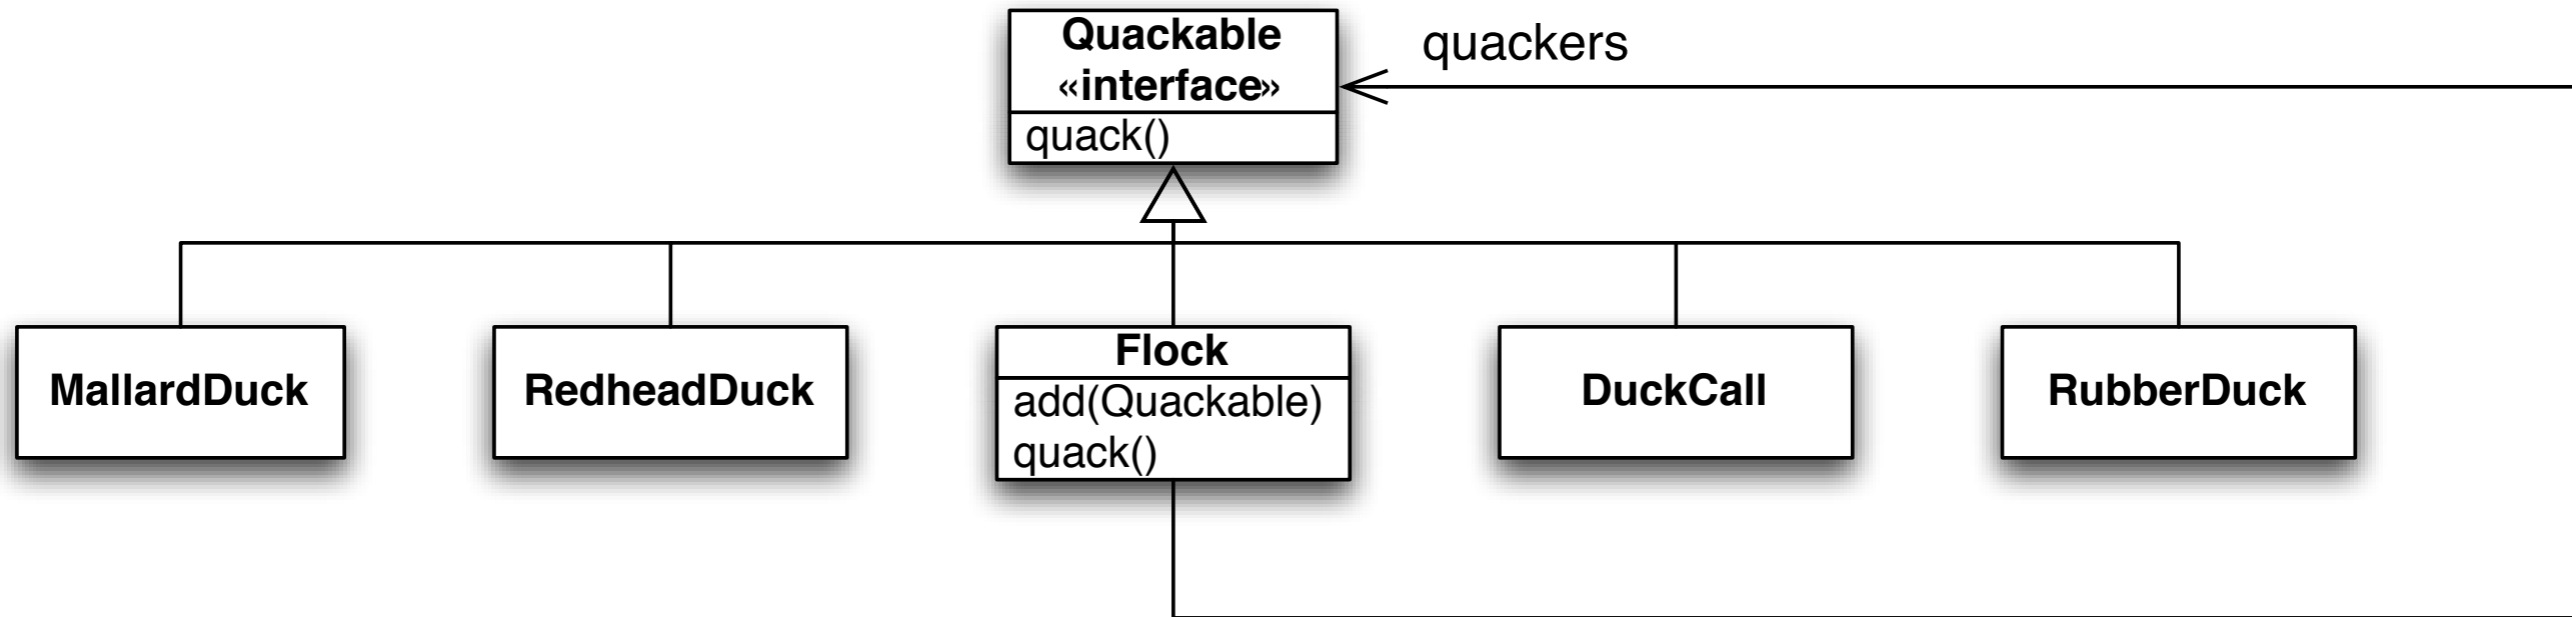 Quackable
«interface»
quack()
quackers
MallardDuck
RedheadDuck
Flock
add(Quackable)
quack()
DuckCall
RubberDuck